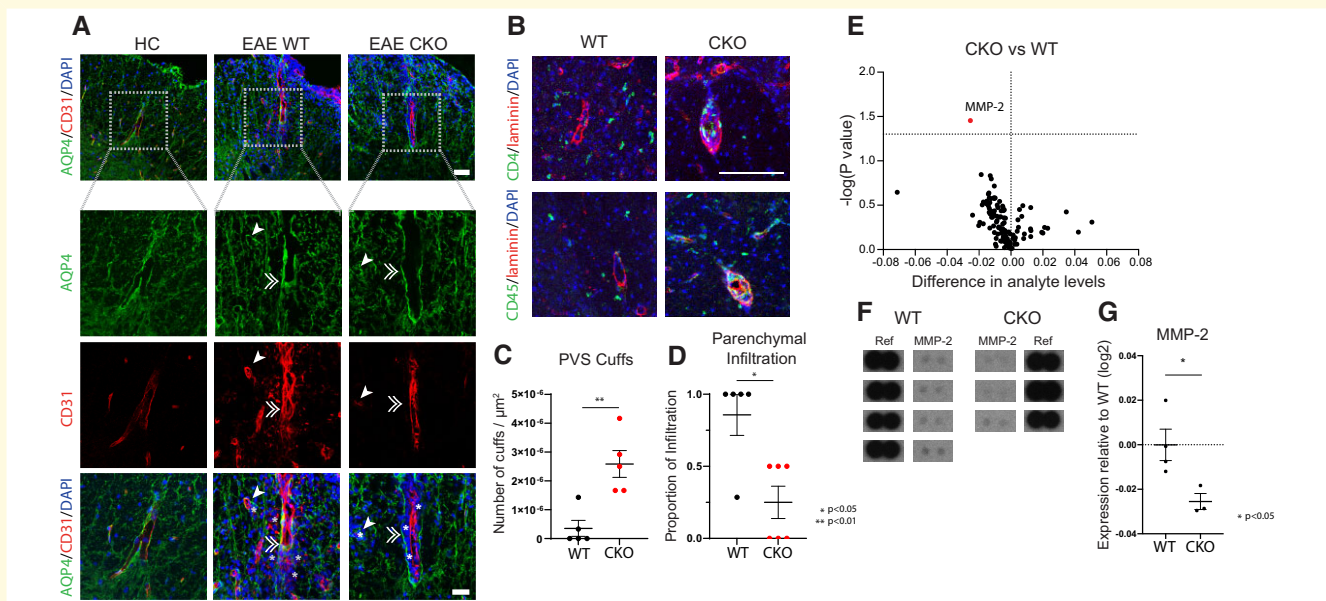 A
HC
EAE WT
EAE CKO
AQP4/CD31/DAPI
AQP4
CD31
AQP4/CD31/DAPI
*
*
*
*
*
*
*
*
B
WT
CKO
CD4/laminin/DAPI
CD45/laminin/DAPI
C
PVS Cuffs
Number of cuffs / µm²
5×10-6
4×10-6
3×10-6
2×10-6
1×10-6
0
**
WT
CKO
D
Parenchymal
Infiltration
Proportion of Infiltration
1.0
0.5
0.0
*
WT
CKO
* p<0.05
** p<0.01
E
CKO vs WT
-log(P value)
2.0
1.5
1.0
0.5
0.0
MMP-2
-0.08 -0.06 -0.04 -0.02 0.00 0.02 0.04 0.06 0.08
Difference in analyte levels
F
WT
CKO
Ref MMP-2 MMP-2 Ref
G
MMP-2
Expression relative to WT (log2)
0.04
0.02
0.00
-0.02
-0.04
*
WT
CKO
* p<0.05